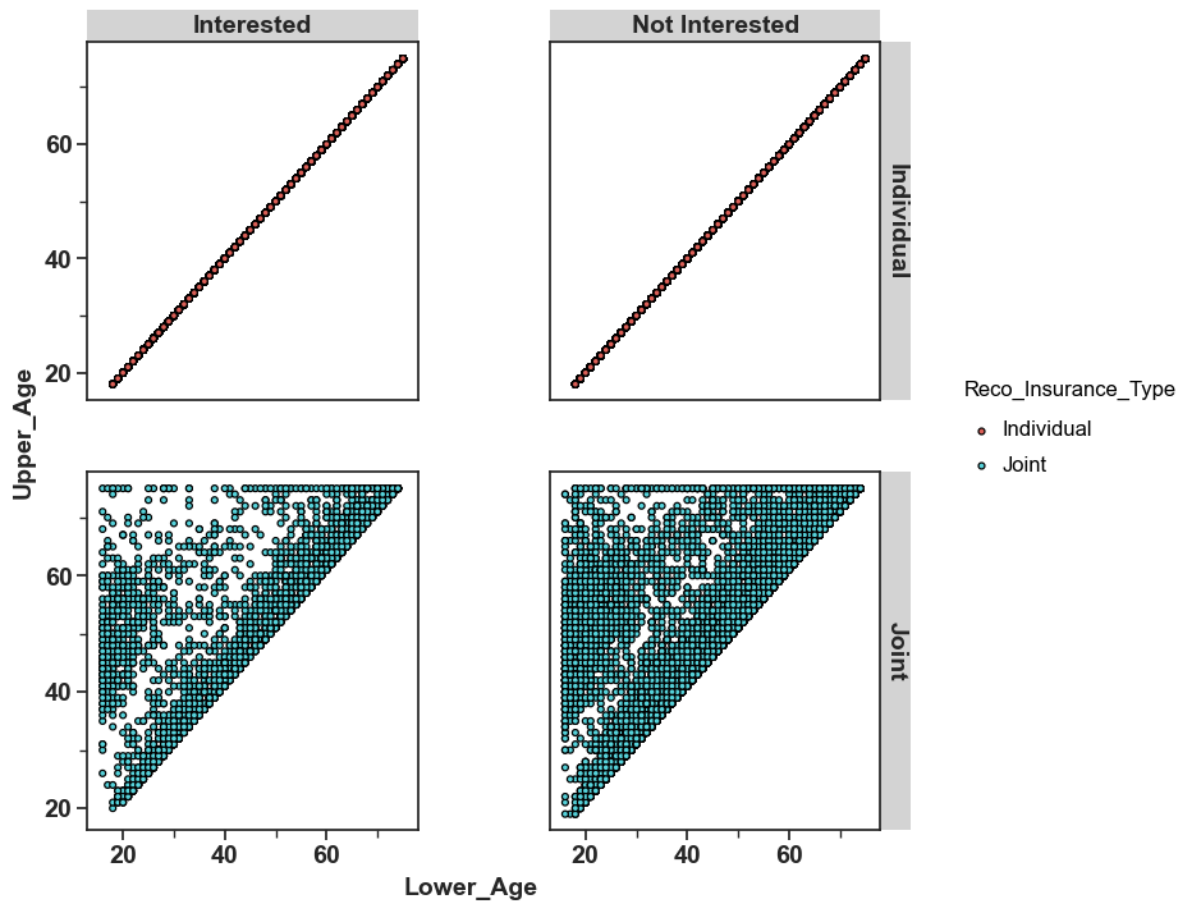 Interested
Not Interested
60
40
20
Individual
Upper_Age
Reco_Insurance_Type
Individual
Joint
60
40
20
Joint
20 40 60
20 40 60
Lower_Age